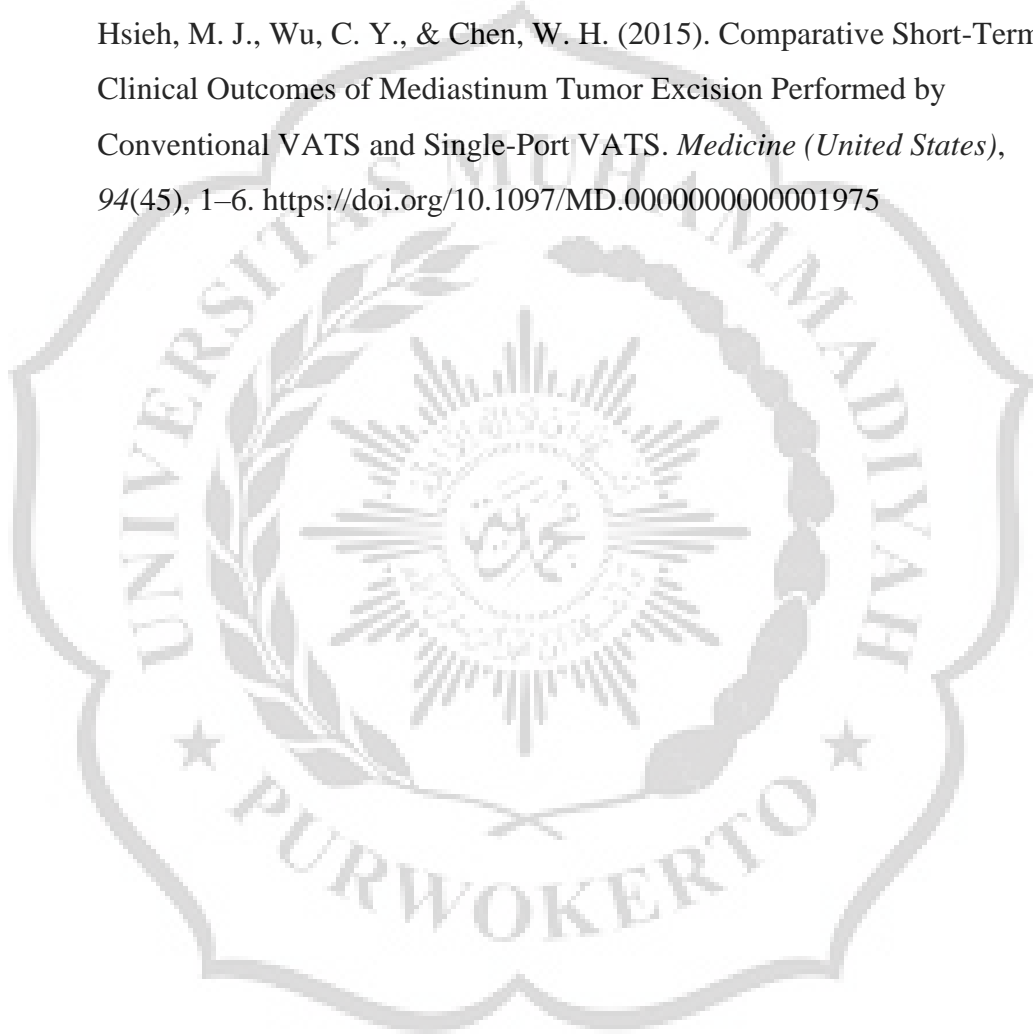 Hsieh, M. J., Wu, C. Y., & Chen, W. H. (2015). Comparative Short-Term
Clinical Outcomes of Mediastinum Tumor Excision Performed by
Conventional VATS and Single-Port VATS. Medicine (United States),
94(45), 1–6. https://doi.org/10.1097/MD.0000000000001975
UNIVERSITAS MUHAMMADIYAH
★ PURWOKERTO ★